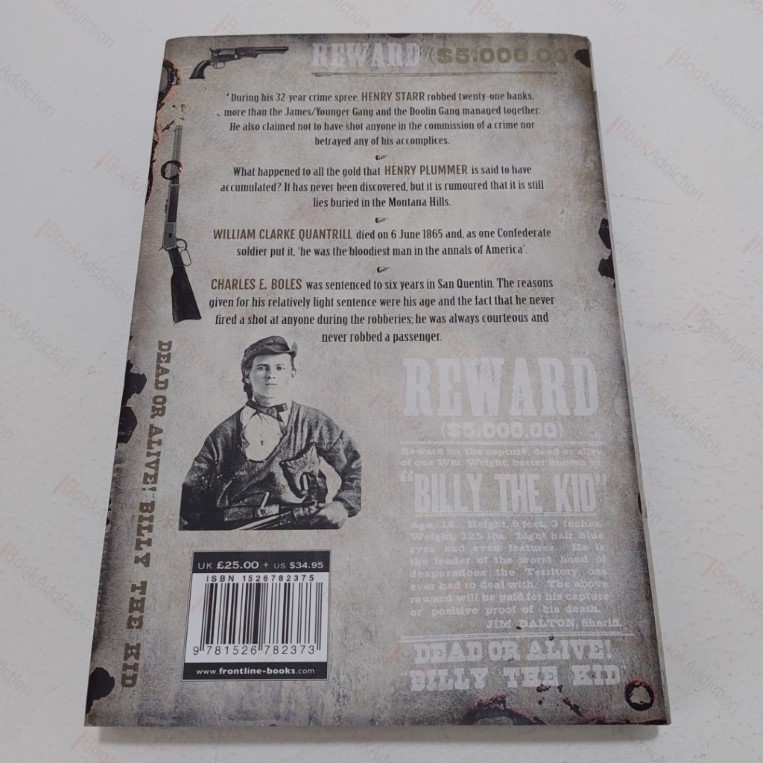 REWARD ($5,000.00)
'During his 32-year crime spree, HENRY STARR robbed twenty-one banks,
more than the James/Younger Gang and the Doolin Gang managed together.
He also claimed not to have shot anyone in the commission of a crime nor
betrayed any of his accomplices.
What happened to all the gold that HENRY PLUMMER is said to have
accumulated? It has never been discovered, but it is rumoured that it is still
lies buried in the Montana Hills.
WILLIAM CLARKE QUANTRILL died on 6 June 1865 and, as one Confederate
soldier put it, 'he was the bloodiest man in the annals of America'.
CHARLES E. BOLES was sentenced to six years in San Quentin. The reasons
given for his relatively light sentence were his age and the fact that he never
fired a shot at anyone during the robberies; he was always courteous and
never robbed a passenger.
DEAD OR ALIVE! BILLY THE KID
REWARD
($5,000.00)
Reward for the capture, dead or alive,
of one Wm. Wright, better known as
"BILLY THE KID"
Age, 18. Height, 5 feet, 3 inches.
Weight, 125 lbs. Light hair, blue
eyes and even features. He is
the leader of the worst band of
desperadoes the Territory has
ever had to deal with. The above
reward will be paid for his capture
or positive proof of his death.
JIM DALTON, Sheriff.
DEAD OR ALIVE!
"BILLY THE KID"
UK £25.00 • US $34.95
ISBN 1526782375
9 781526 782373
www.frontline-books.com
BookAddiction